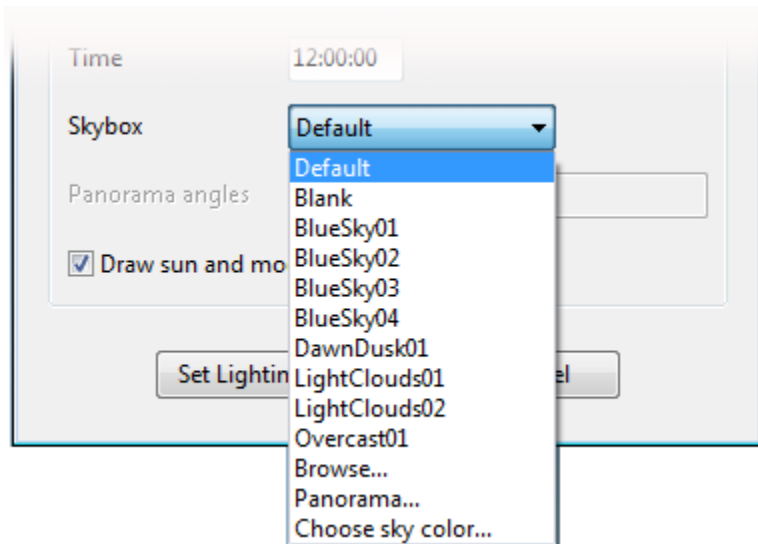 Time 12:00:00
Skybox Default
Default
Panorama angles
Blank
BlueSky01
BlueSky02
Draw sun and mo
BlueSky03
BlueSky04
DawnDusk01
Set Lightin LightClouds01 el
LightClouds02
Overcast01
Browse...
Panorama...
Choose sky color...